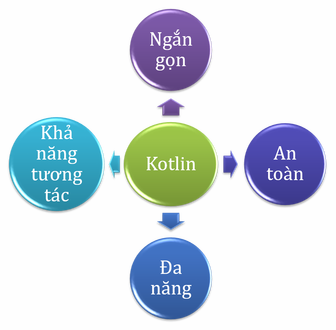 Ngắn
gọn
Khả
năng
tương
tác
Kotlin
An
toàn
Đa
năng